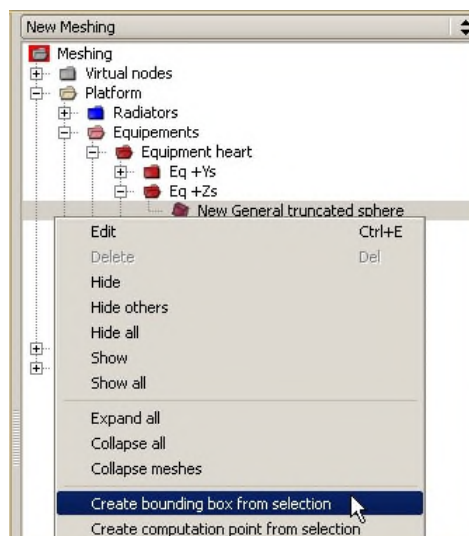 New Meshing
Meshing
Virtual nodes
Platform
Radiators
Equipements
Equipment heart
Eq +Ys
Eq +Zs
New General truncated sphere
Edit Ctrl+E
Delete Del
Hide
Hide others
Hide all
Show
Show all
Expand all
Collapse all
Collapse meshes
Create bounding box from selection
Create computation point from selection